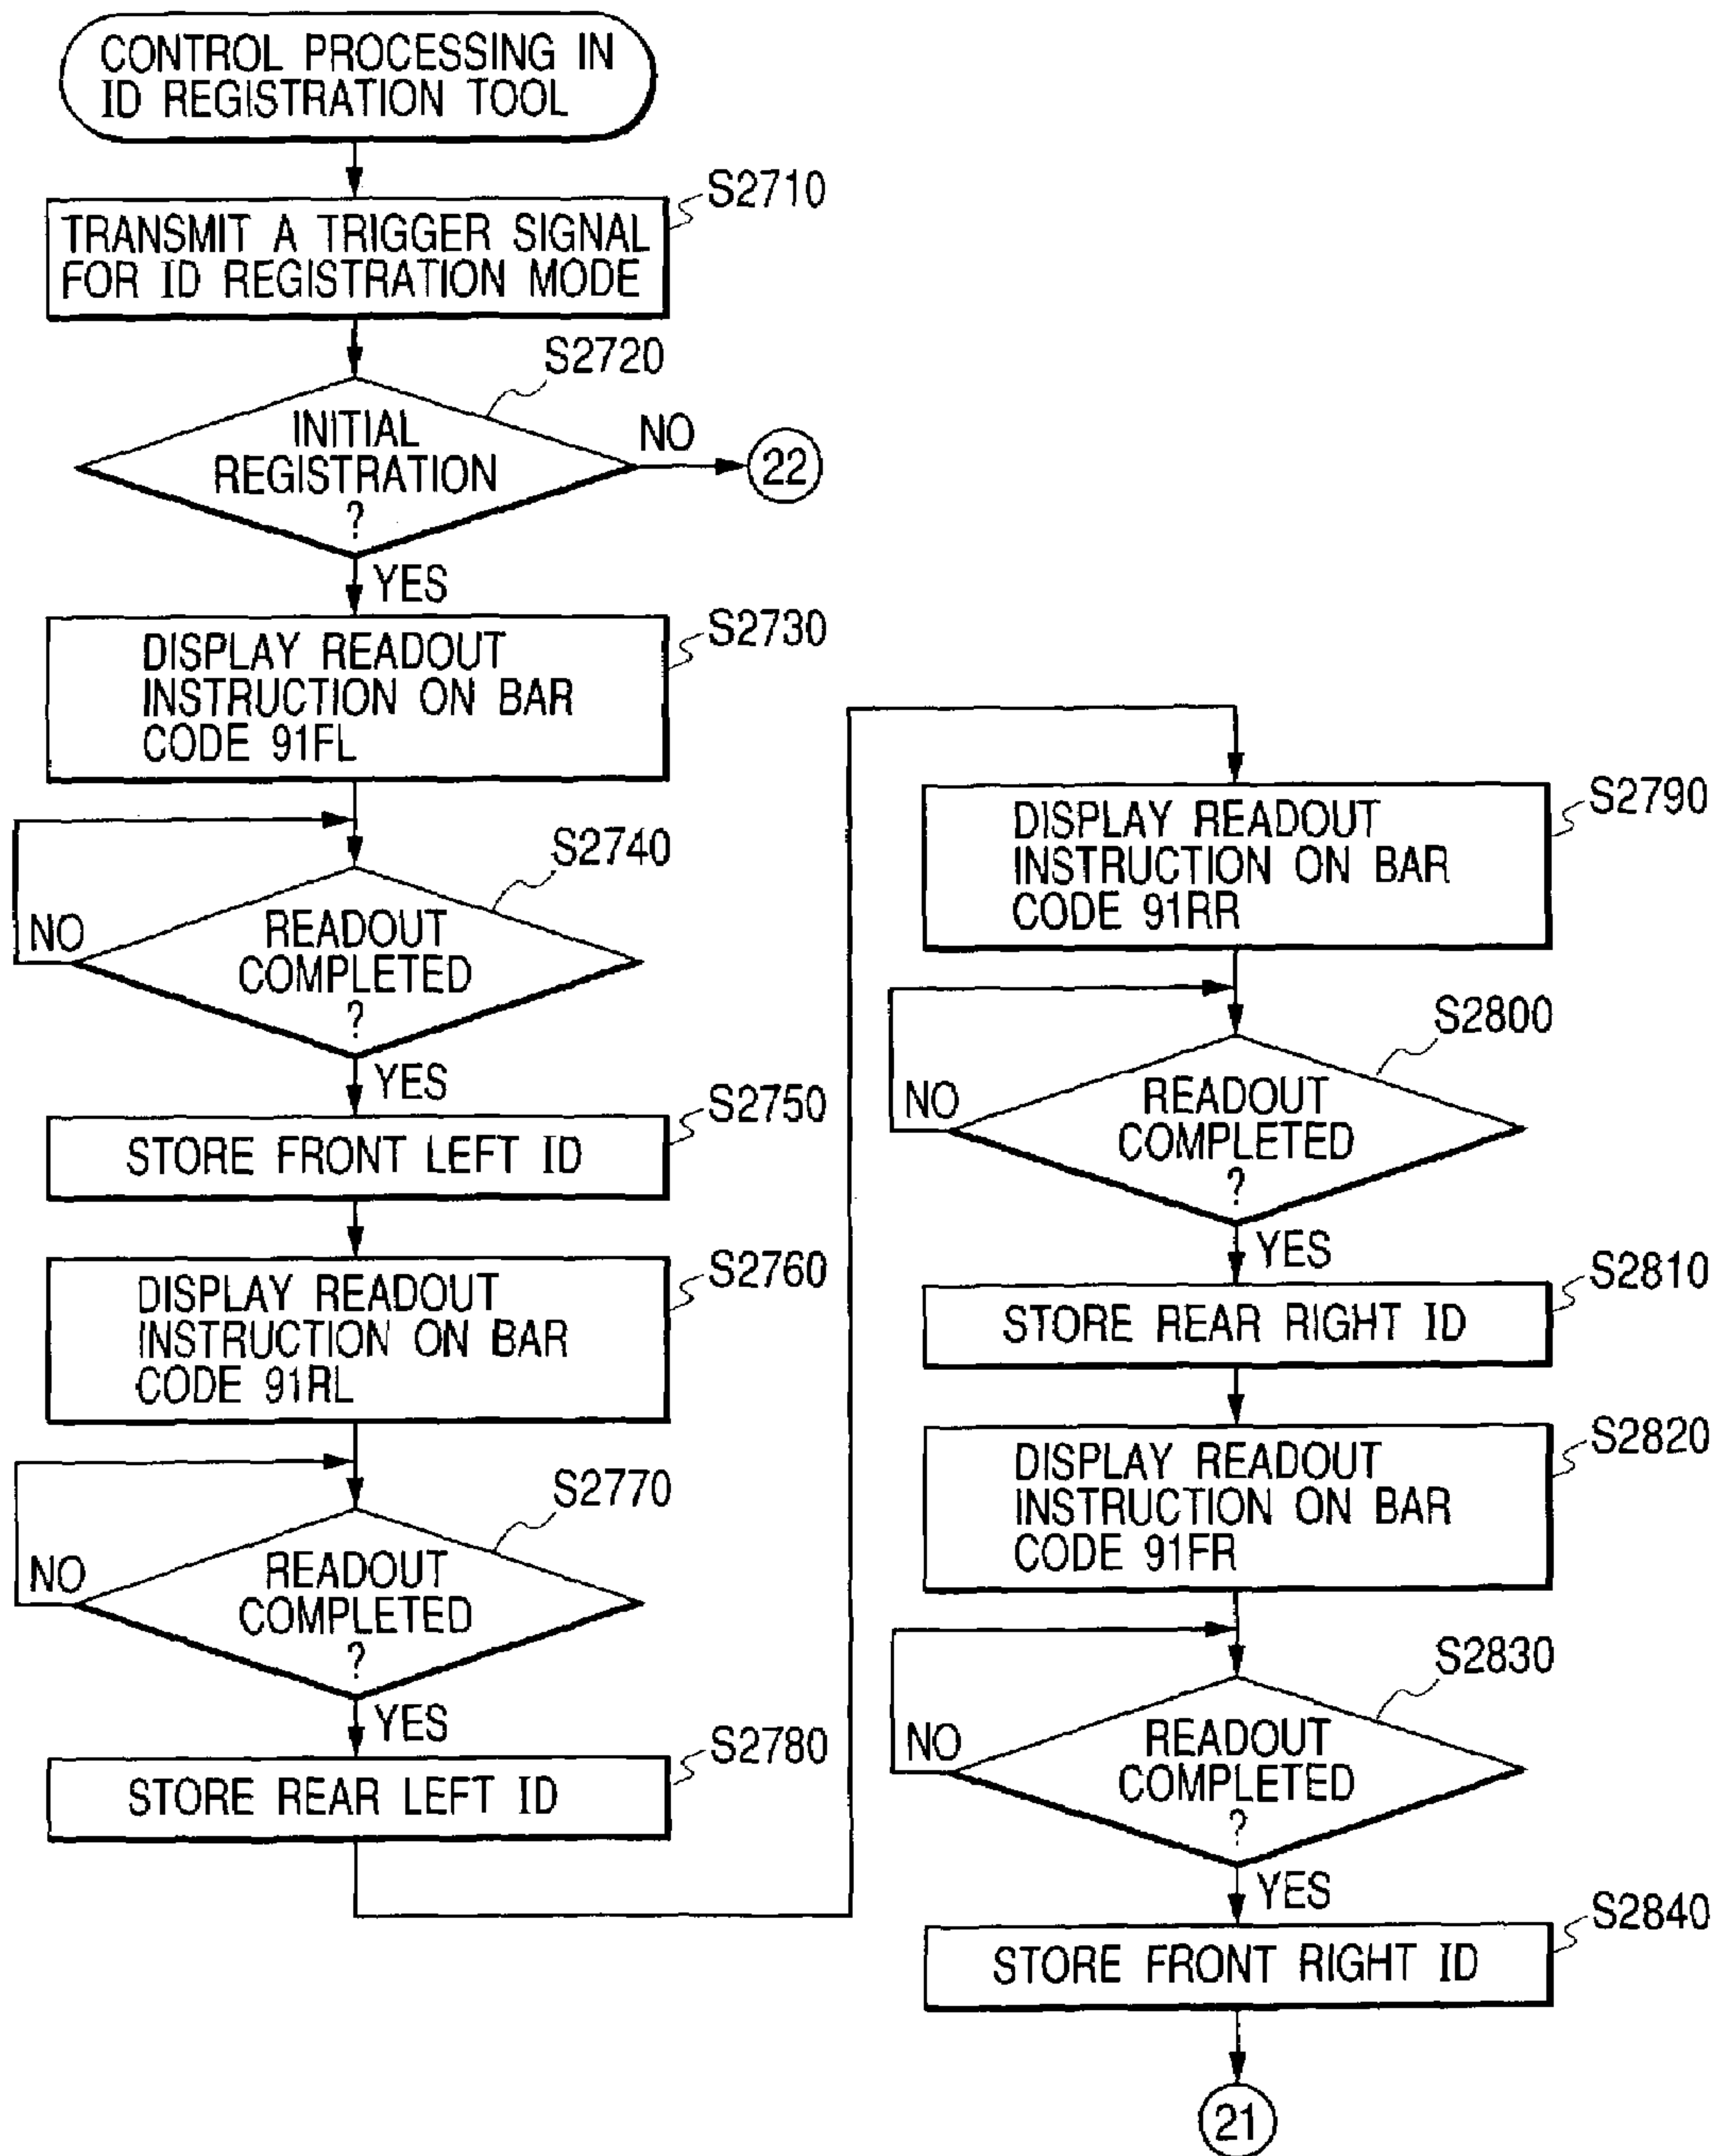 CONTROL PROCESSING IN
ID REGISTRATION TOOL
S2710
TRANSMIT A TRIGGER SIGNAL
FOR ID REGISTRATION MODE
S2720
INITIAL
REGISTRATION
?
NO
22
YES
S2730
DISPLAY READOUT
INSTRUCTION ON BAR
CODE 91FL
S2740
READOUT
COMPLETED
?
NO
YES
S2750
STORE FRONT LEFT ID
S2760
DISPLAY READOUT
INSTRUCTION ON BAR
CODE 91RL
S2770
READOUT
COMPLETED
?
NO
YES
S2780
STORE REAR LEFT ID
S2790
DISPLAY READOUT
INSTRUCTION ON BAR
CODE 91RR
S2800
READOUT
COMPLETED
?
NO
YES
S2810
STORE REAR RIGHT ID
S2820
DISPLAY READOUT
INSTRUCTION ON BAR
CODE 91FR
S2830
READOUT
COMPLETED
?
NO
YES
S2840
STORE FRONT RIGHT ID
21